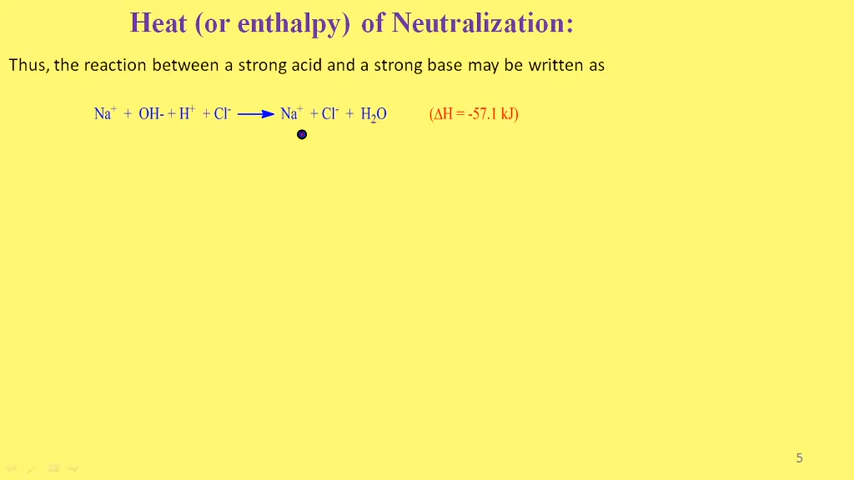 Heat (or enthalpy) of Neutralization:
Thus, the reaction between a strong acid and a strong base may be written as
Na⁺ + OH- + H⁺ + Cl⁻ ⟶ Na⁺ + Cl⁻ + H₂O (ΔH = -57.1 kJ)
5